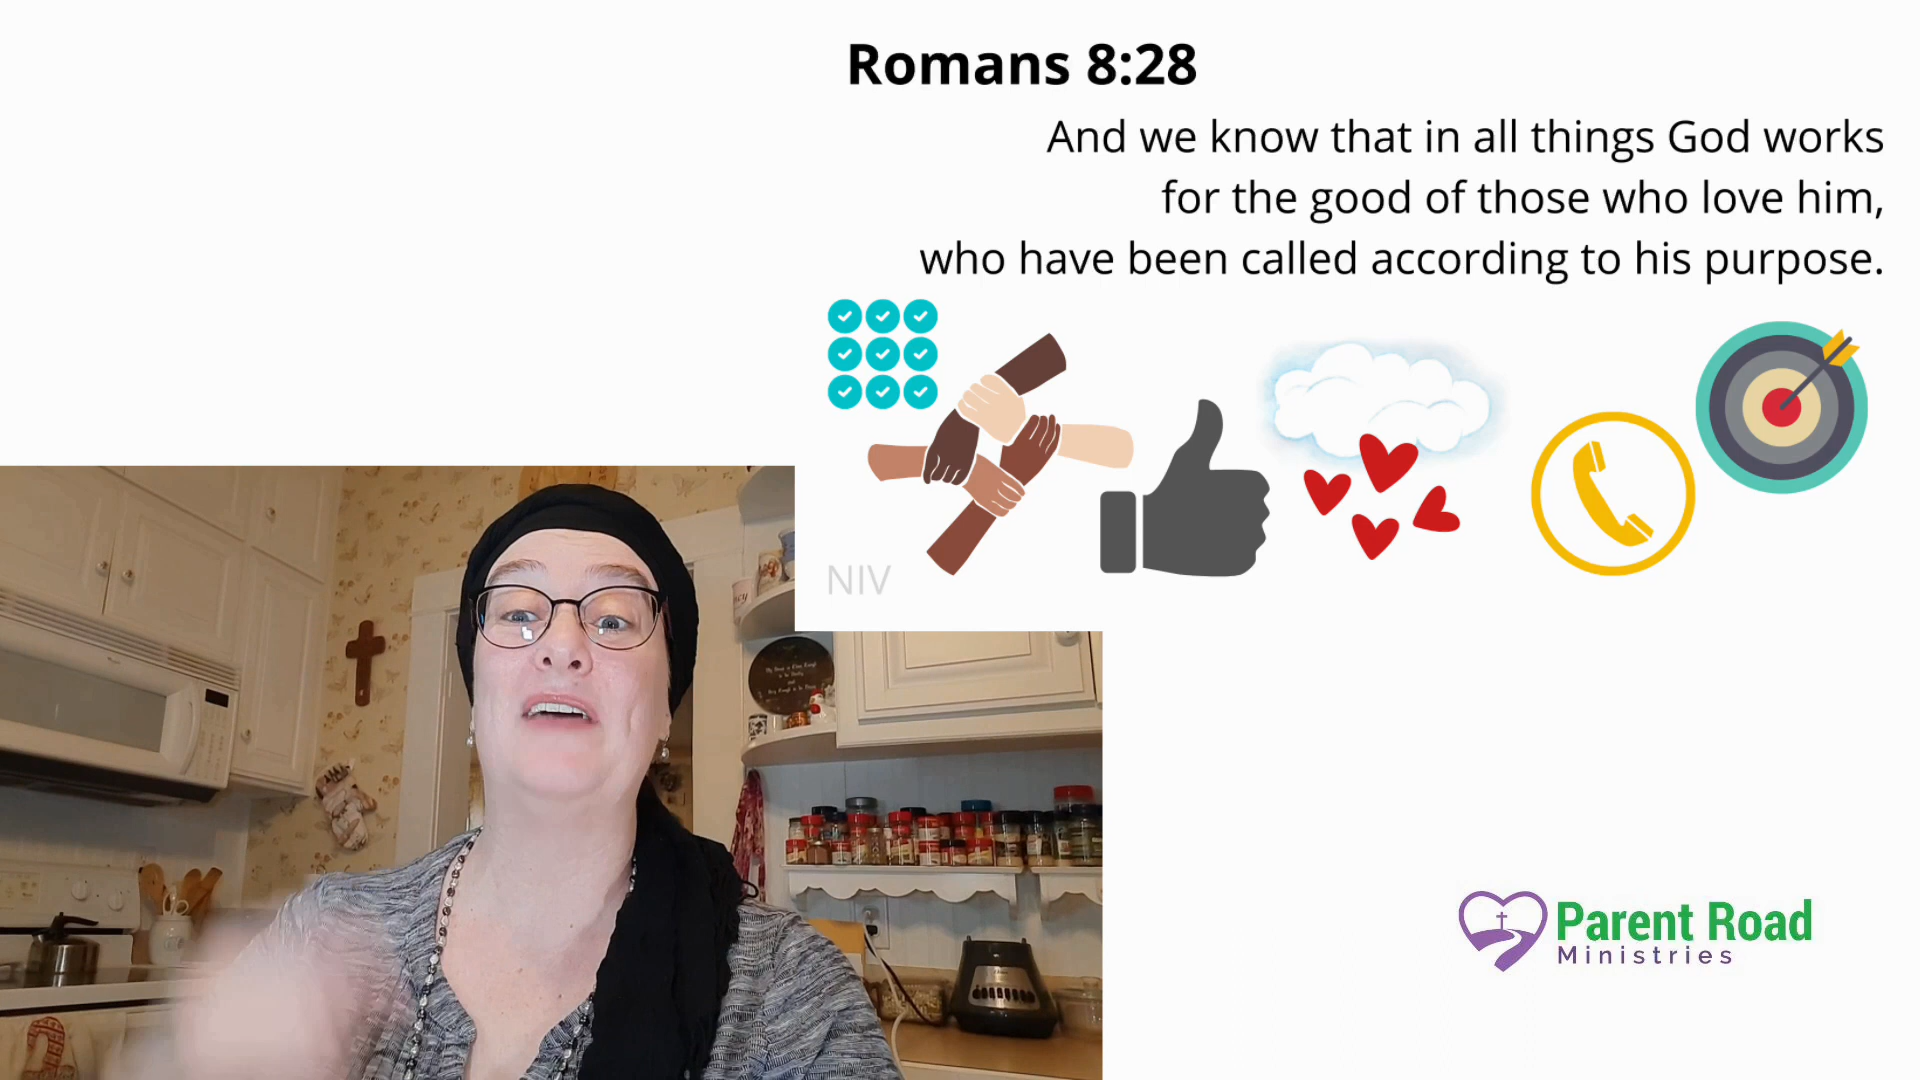 Romans 8:28
And we know that in all things God works
for the good of those who love him,
who have been called according to his purpose.
NIV
Parent Road
Ministries